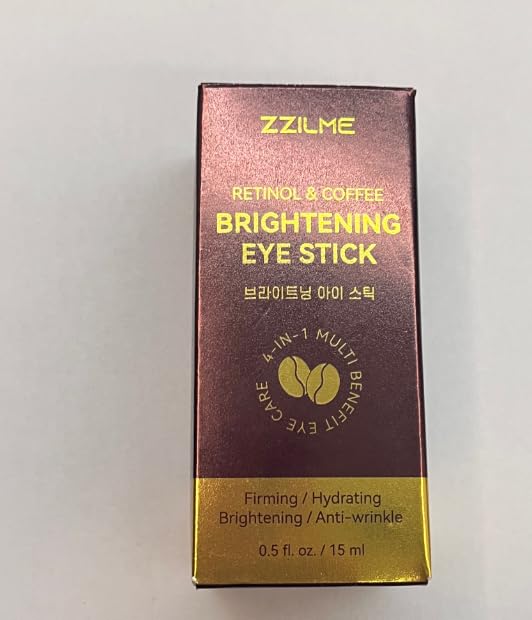 ZZILME
RETINOL & COFFEE
BRIGHTENING
EYE STICK
브라이트닝 아이 스틱
4-IN-1 MULTI BENEFIT EYE CARE
Firming / Hydrating
Brightening / Anti-wrinkle
0.5 fl. oz. / 15 ml